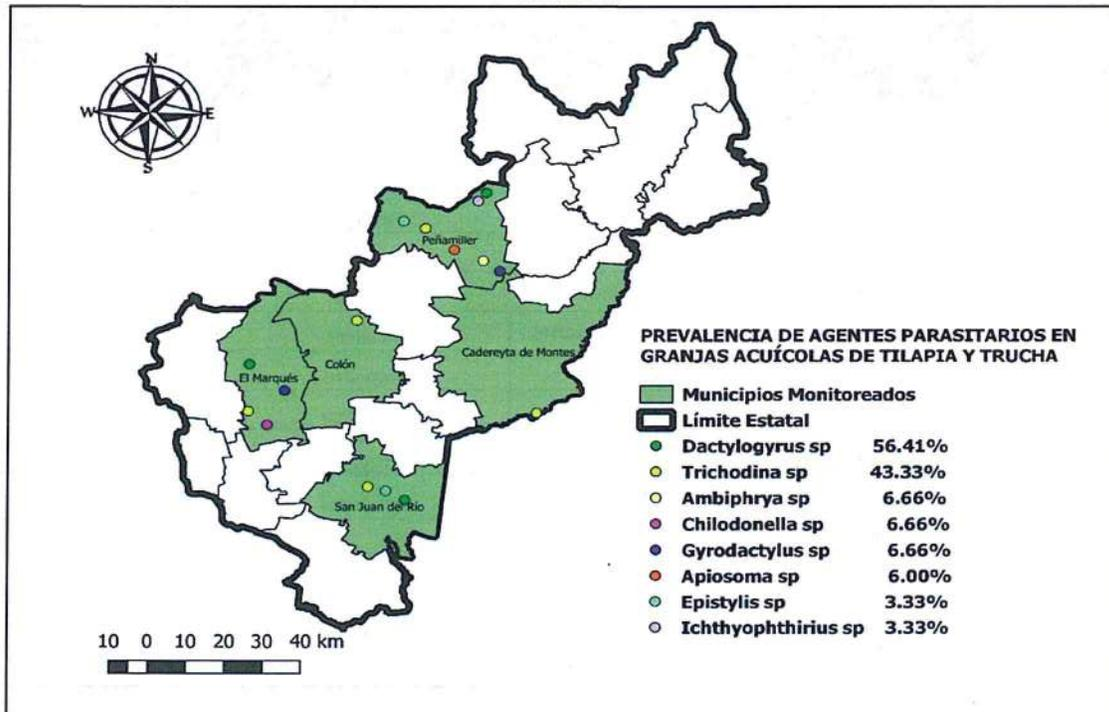 N
W E
S
Peñamiller
Cadereyta de Montes
Colón
El Marqués
San Juan del Río
PREVALENCIA DE AGENTES PARASITARIOS EN
GRANJAS ACUÍCOLAS DE TILAPIA Y TRUCHA
Municipios Monitoreados
Límite Estatal
Dactylogyrus sp 56.41%
Trichodina sp 43.33%
Ambiphrya sp 6.66%
Chilodonella sp 6.66%
Gyrodactylus sp 6.66%
Apiosoma sp 6.00%
Epistylis sp 3.33%
Ichthyophthirius sp 3.33%
10 0 10 20 30 40 km